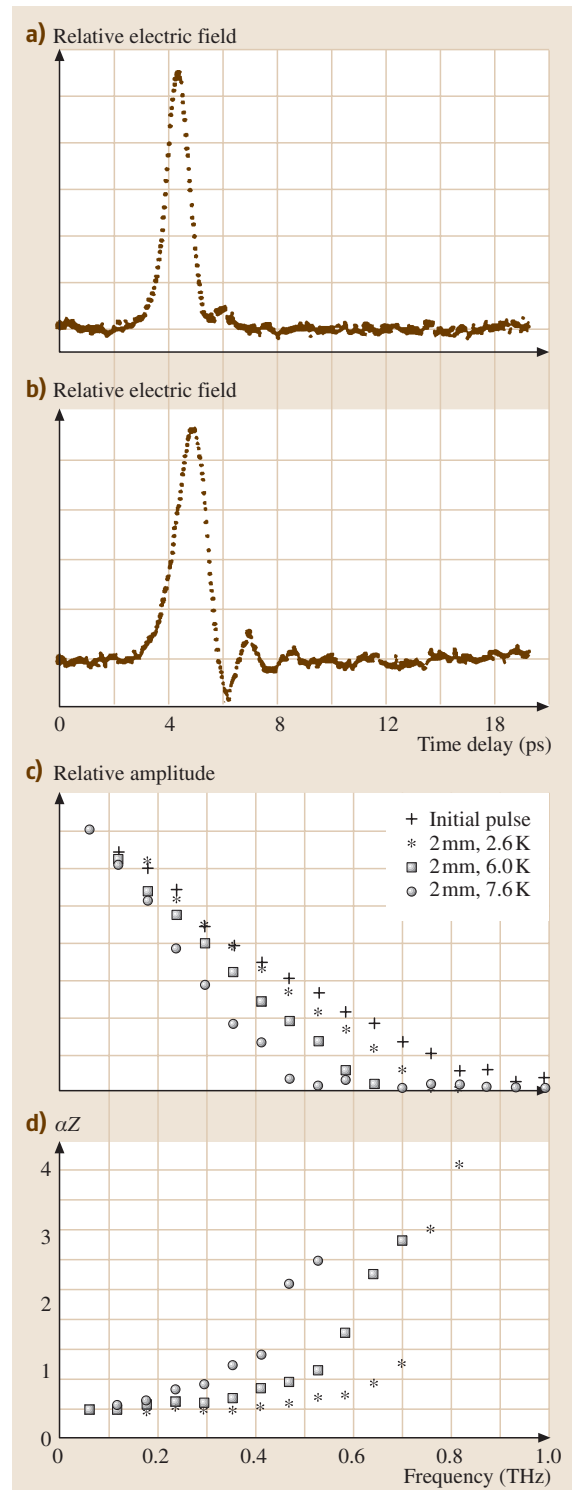 a) Relative electric field
b) Relative electric field
0 4 8 12 18
Time delay (ps)
c) Relative amplitude
+ Initial pulse
* 2mm, 2.6K
2mm, 6.0K
2mm, 7.6K
d) αZ
4
3
2
1
0
0 0.2 0.4 0.6 0.8 1.0
Frequency (THz)